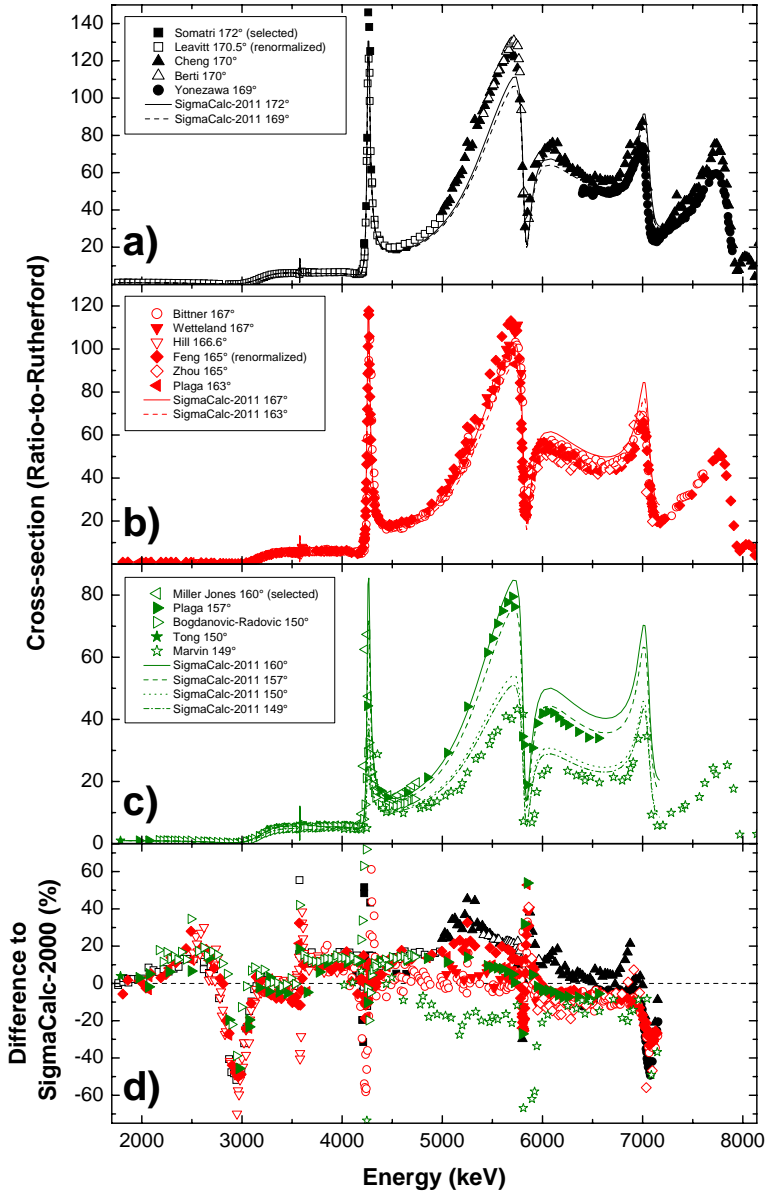 Cross-section (Ratio-to-Rutherford)
140
120
100
80
60
40
20
Somatri 172° (selected)
Leavitt 170.5° (renormalized)
Cheng 170°
Berti 170°
Yonezawa 169°
SigmaCalc-2011 172°
SigmaCalc-2011 169°
a)
120
100
80
60
40
20
Bittner 167°
Wetteland 167°
Hill 166.6°
Feng 165° (renormalized)
Zhou 165°
Plaga 163°
SigmaCalc-2011 167°
SigmaCalc-2011 163°
b)
80
60
40
20
0
Miller Jones 160° (selected)
Plaga 157°
Bogdanovic-Radovic 150°
Tong 150°
Marvin 149°
SigmaCalc-2011 160°
SigmaCalc-2011 157°
SigmaCalc-2011 150°
SigmaCalc-2011 149°
c)
Difference to
SigmaCalc-2000 (%)
60
40
20
0
-20
-40
-60
d)
2000 3000 4000 5000 6000 7000 8000
Energy (keV)